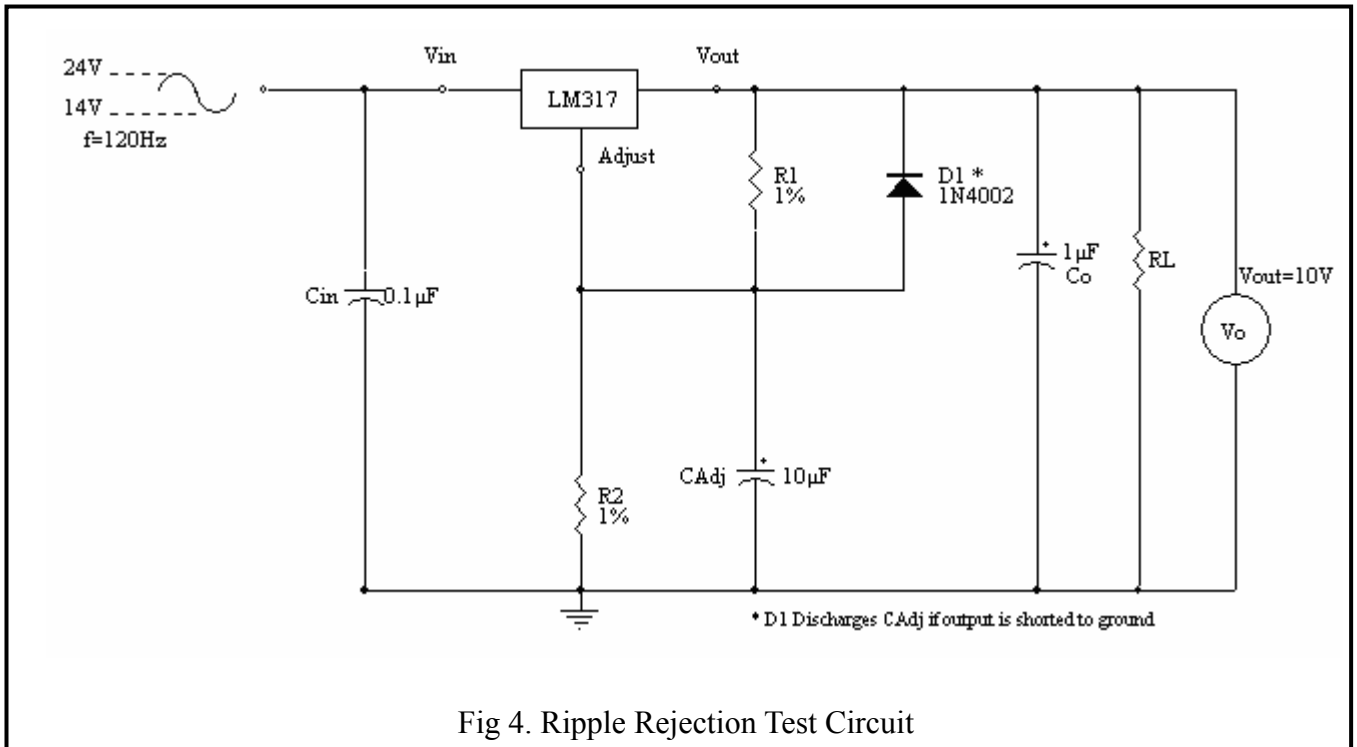 24V
14V
f=120Hz
Vin
LM317
Vout
Adjust
R1
1%
D1 *
1N4002
Cin
0.1µF
1µF
Co
RL
Vout=10V
Vo
R2
1%
CAdj
10µF
* D1 Discharges CAdj if output is shorted to ground
Fig 4. Ripple Rejection Test Circuit